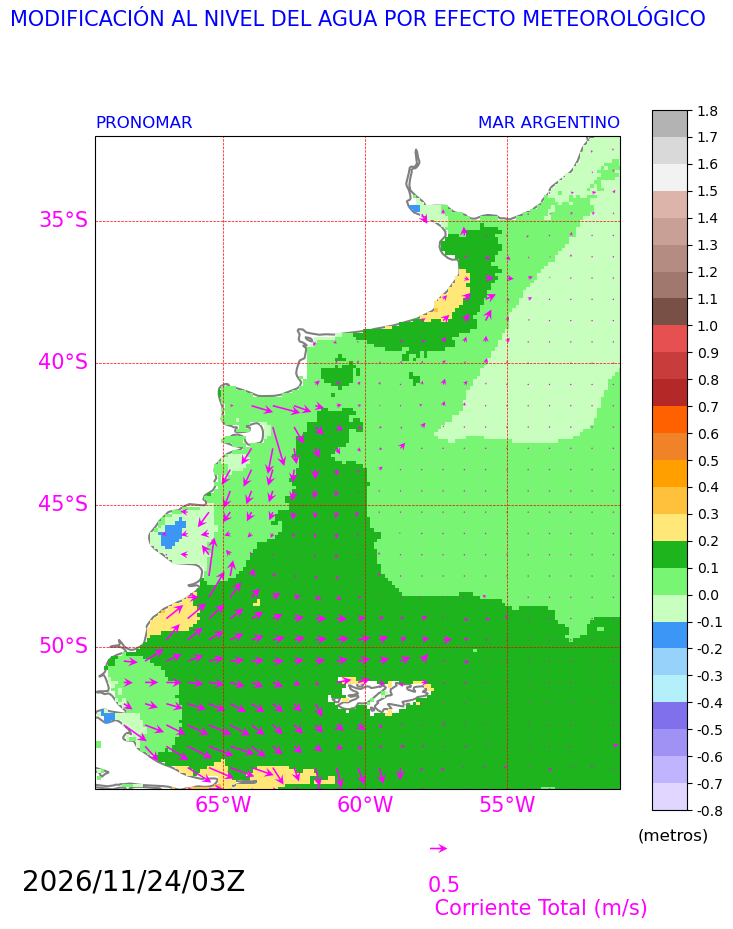 MODIFICACIÓN AL NIVEL DEL AGUA POR EFECTO METEOROLÓGICO
PRONOMAR MAR ARGENTINO
35°S
40°S
45°S
50°S
65°W 60°W 55°W
1.8
1.7
1.6
1.5
1.4
1.3
1.2
1.1
1.0
0.9
0.8
0.7
0.6
0.5
0.4
0.3
0.2
0.1
0.0
-0.1
-0.2
-0.3
-0.4
-0.5
-0.6
-0.7
-0.8
(metros)
2026/11/24/03Z
0.5
Corriente Total (m/s)